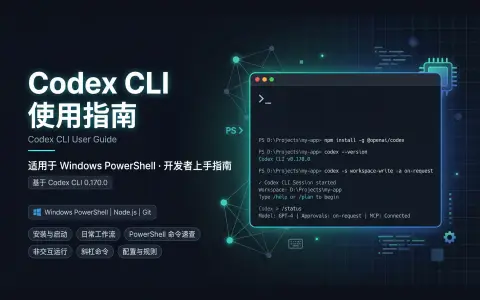 Codex CLI
使用指南
Codex CLI User Guide
适用于 Windows PowerShell · 开发者上手指南
基于 Codex CLI 0.170.0
Windows PowerShell | Node.js | Git
安装与启动
日常工作流
PowerShell 命令速查
非交互运行
斜杠命令
配置与规则
PS>
>_
PS D:\Projects\my-app> npm install -g @openai/codex
PS D:\Projects\my-app> codex --version
Codex CLI v0.170.0
PS D:\Projects\my-app> codex -s workspace-write -a on-request
✓ Codex CLI Session started
Workspace: D:\Projects\my-app
Type /help or /plan to begin
Codex > /status
Model: GPT-4 | Approvals: on-request | MCP: Connected